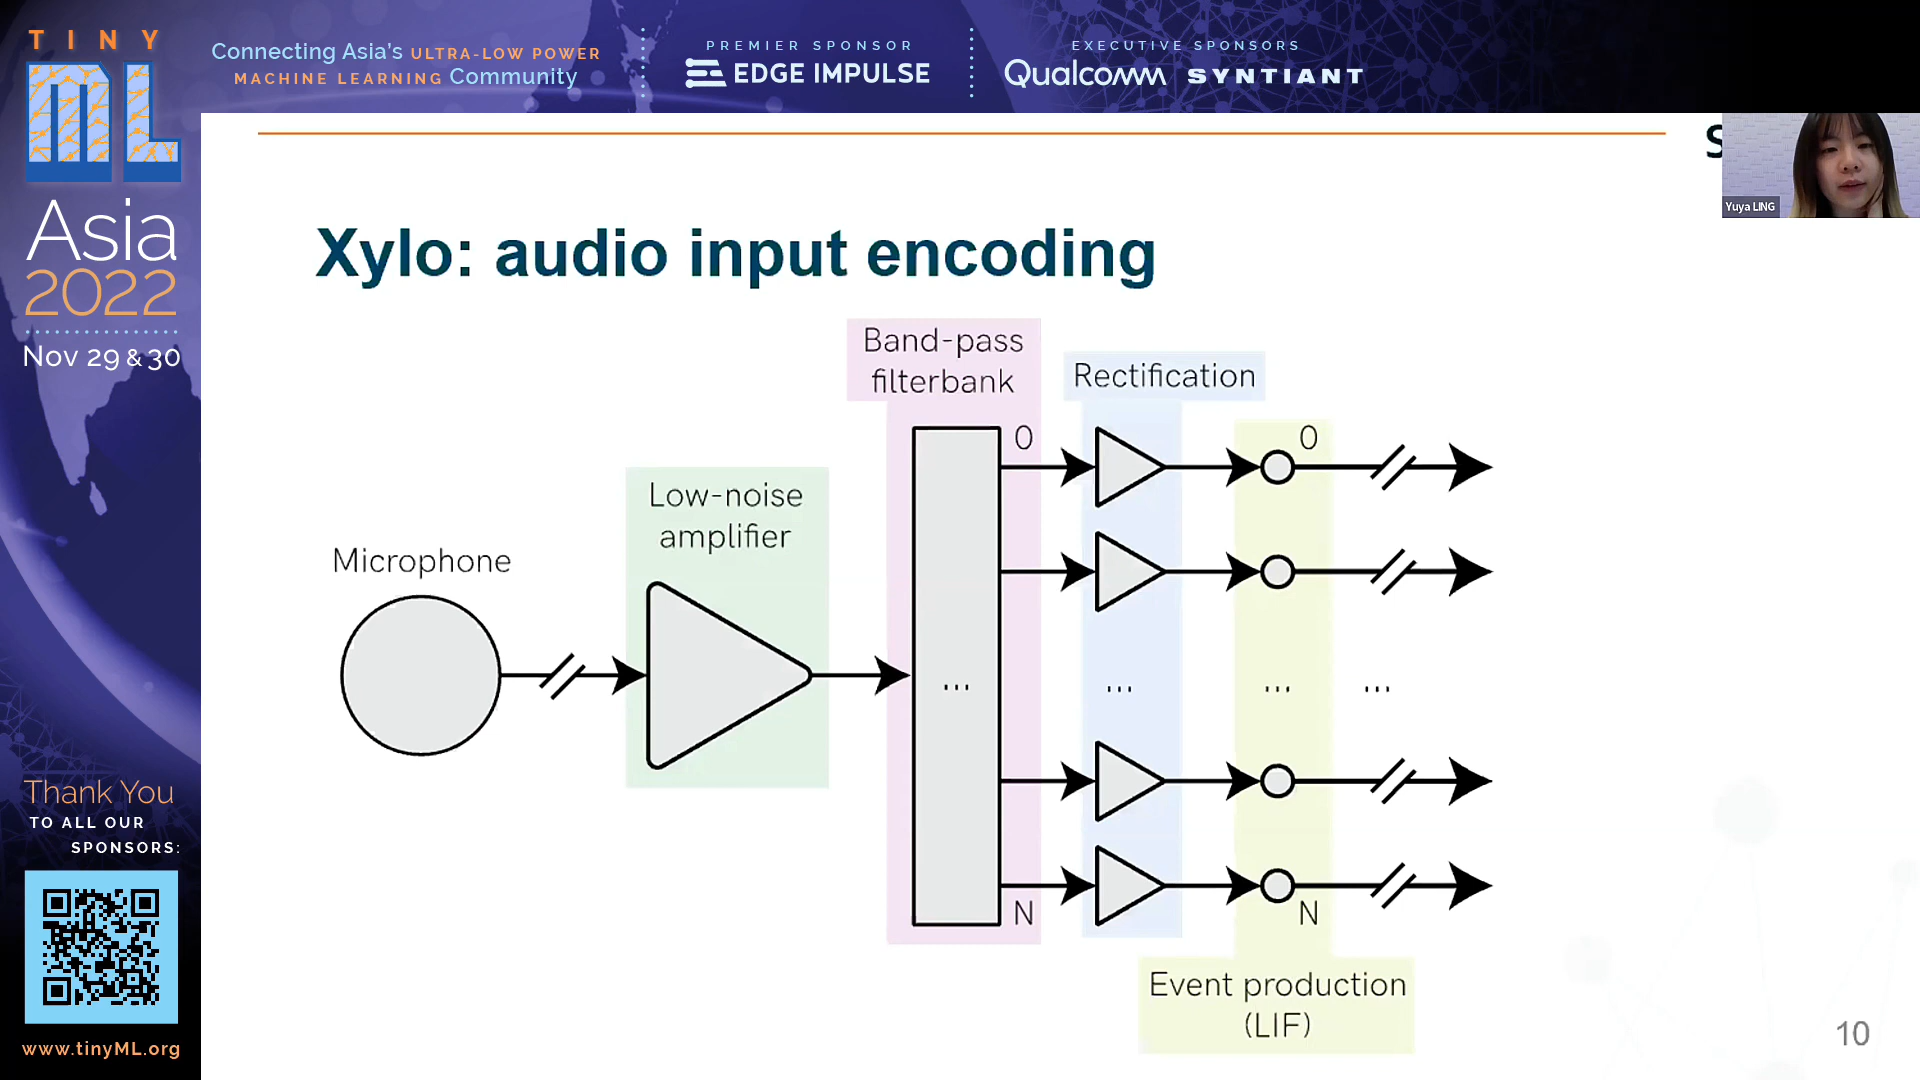 TINY
ML
Asia
2022
Nov 29 & 30
Connecting Asia's ULTRA-LOW POWER
MACHINE LEARNING Community
PREMIER SPONSOR
EDGE IMPULSE
EXECUTIVE SPONSORS
Qualcomm SYNTIANT
S
Yuya LING
Xylo: audio input encoding
Band-pass
filterbank
Rectification
0
0
Low-noise
amplifier
Microphone
...
...
...
...
N
N
Event production
(LIF)
10
Thank You
TO ALL OUR
SPONSORS:
www.tinyML.org